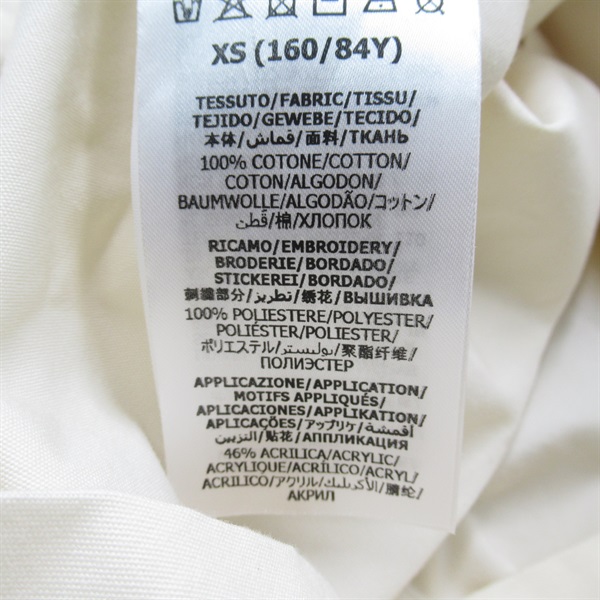 XS (160/84Y)
TESSUTO/FABRIC/TISSU/
TEJIDO/GEWEBE/TECIDO/
本体/قماش/面料/ТКАНЬ
100% COTONE/COTTON/
COTON/ALGODON/
BAUMWOLLE/ALGODÃO/コットン/
قطن/棉/ХЛОПОК
RICAMO/EMBROIDERY/
BRODERIE/BORDADO/
STICKEREI/BORDADO/
刺繍部分/تطريز/绣花/ВЫШИВКА
100% POLIESTERE/POLYESTER/
POLIÉSTER/POLIESTER/
ポリエステル/بوليستر/聚酯纤维/
ПОЛИЭСТЕР
APPLICAZIONE/APPLICATION/
MOTIFS APPLIQUÉS/
APLICACIONES/APPLIKATION/
APLICAÇÕES/アップリケ/أقمشة
التزيين/贴花/АППЛИКАЦИЯ
46% ACRILICA/ACRYLIC/
ACRYLIQUE/ACRÍLICO/ACRYL/
ACRILICO/アクリル/الأكريليك/腈纶/
АКРИЛ